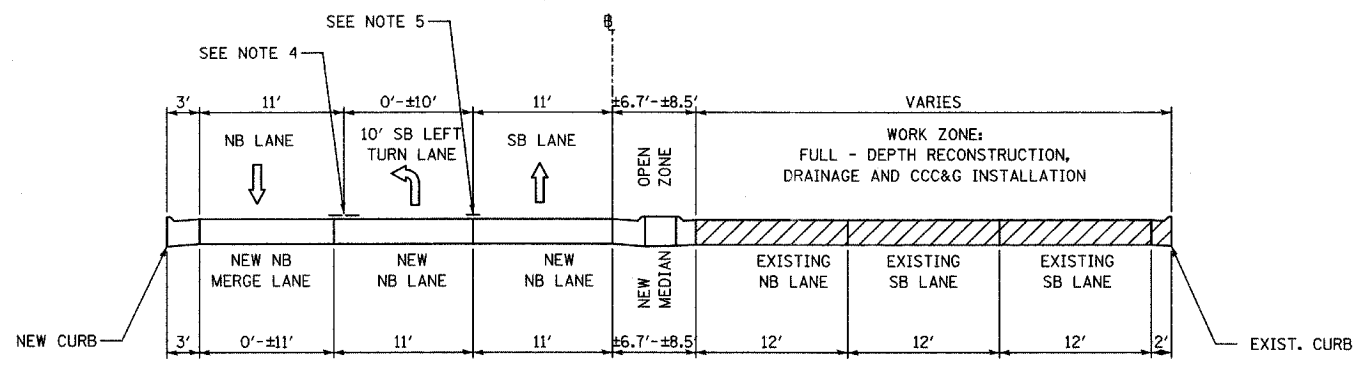 SEE NOTE 5
SEE NOTE 4
℄
3'
11'
0'-±10'
11'
±6.7'-±8.5'
VARIES
NB LANE
10' SB LEFT
TURN LANE
SB LANE
OPEN
ZONE
WORK ZONE:
FULL - DEPTH RECONSTRUCTION,
DRAINAGE AND CCC&G INSTALLATION
NEW NB
MERGE LANE
NEW
NB LANE
NEW
NB LANE
NEW
MEDIAN
EXISTING
NB LANE
EXISTING
SB LANE
EXISTING
SB LANE
NEW CURB
3'
0'-±11'
11'
11'
±6.7'-±8.5'
12'
12'
12'
2'
EXIST. CURB